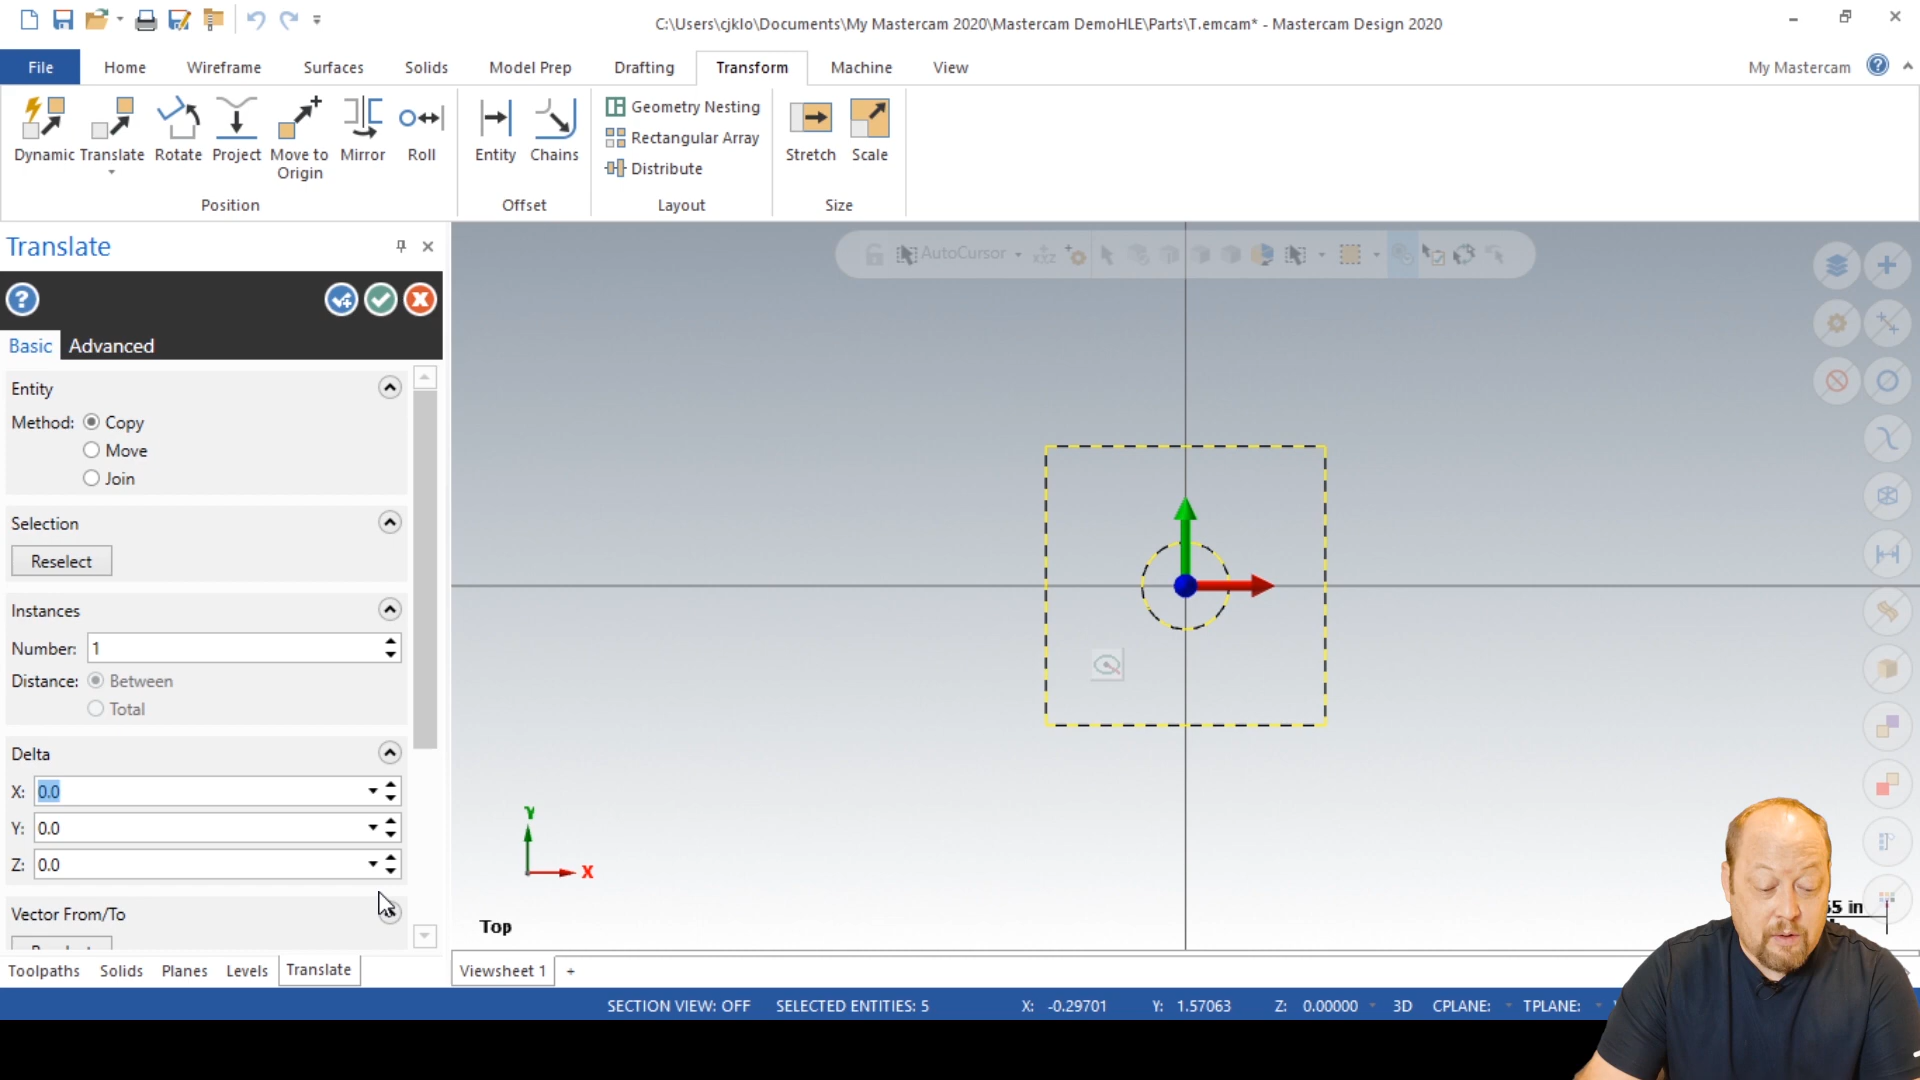 C:\Users\cjklo\Documents\My Mastercam 2020\Mastercam DemoHLE\Parts\T.emcam* - Mastercam Design 2020
File Home Wireframe Surfaces Solids Model Prep Drafting Transform Machine View My Mastercam
Dynamic Translate Rotate Project Move to Origin Mirror Roll
Position
Entity Chains
Offset
Geometry Nesting
Rectangular Array
Distribute
Layout
Stretch Scale
Size
Translate
Basic Advanced
Entity
Method: Copy
Move
Join
Selection
Reselect
Instances
Number: 1
Distance: Between
Total
Delta
X: 0.0
Y: 0.0
Z: 0.0
Vector From/To
Toolpaths Solids Planes Levels Translate
AutoCursor
XYZ
Y
X
Top
55 in
Viewsheet 1 +
SECTION VIEW: OFF SELECTED ENTITIES: 5 X: -0.29701 Y: 1.57063 Z: 0.00000 3D CPLANE: TPLANE: